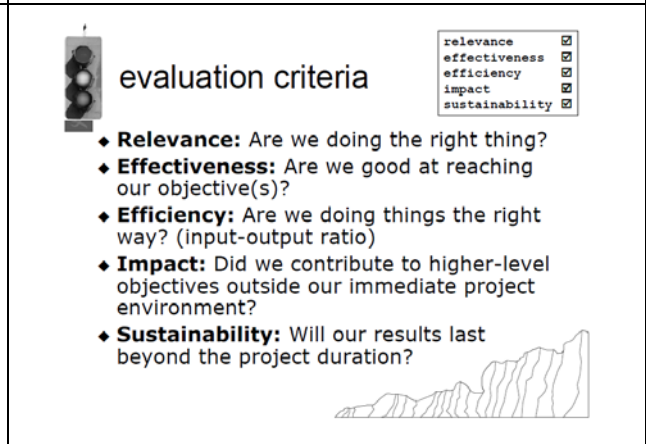 relevance ☑
effectiveness ☑
efficiency ☑
impact ☑
sustainability ☑
evaluation criteria
◆ Relevance: Are we doing the right thing?
◆ Effectiveness: Are we good at reaching
our objective(s)?
◆ Efficiency: Are we doing things the right
way? (input-output ratio)
◆ Impact: Did we contribute to higher-level
objectives outside our immediate project
environment?
◆ Sustainability: Will our results last
beyond the project duration?